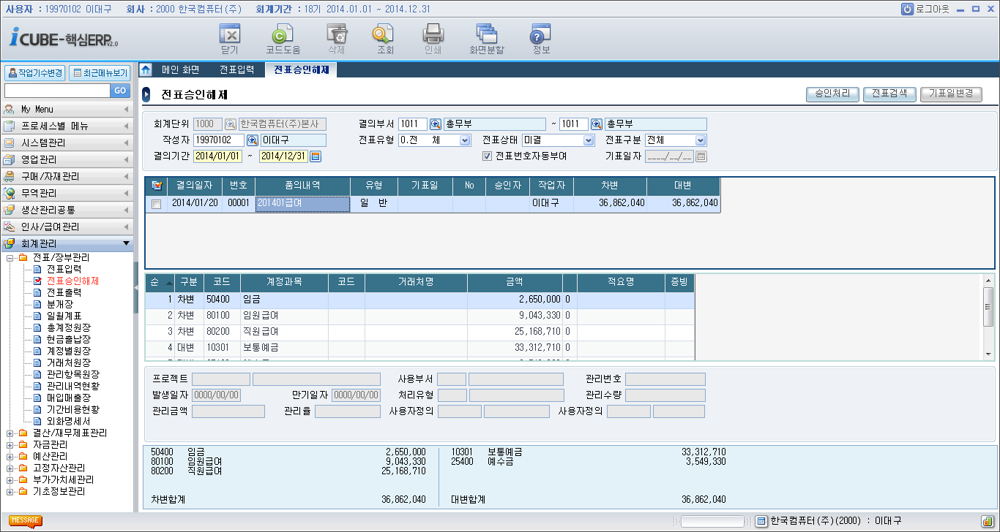 사용자 : 19970102 이대구 회사 : 2000 한국컴퓨터(주) 회계기간 : 18기 2014.01.01 ~ 2014.12.31 로그아웃
iCUBE-핵심ERP v2.0 닫기 코드도움 삭제 조회 인쇄 화면분할 정보
작업기수변경 최근메뉴보기 메인 화면 전표입력 전표승인해제
GO
전표승인해제 승인처리 전표검색 기표일변경
My Menu
프로세스별 메뉴
시스템관리
영업관리
구매/자재관리
무역관리
생산관리공통
인사/급여관리
회계관리
전표/장부관리
전표입력
전표승인해제
전표출력
분개장
일월계표
총계정원장
현금출납장
계정별원장
거래처원장
관리항목원장
관리내역현황
매입매출장
기간비용현황
외화명세서
결산/재무제표관리
자금관리
예산관리
고정자산관리
부가가치세관리
기초정보관리
회계단위 1000 한국컴퓨터(주)본사 결의부서 1011 총무부 ~ 1011 총무부
작성자 19970102 이대구 전표유형 0.전 체 전표상태 미결 전표구분 전체
결의기간 2014/01/01 ~ 2014/12/31 전표번호자동부여 기표일자 ____/__/__
결의일자 번호 품의내역 유형 기표일 No 승인자 작업자 차변 대변
2014/01/20 00001 201401급여 일 반 이대구 36,862,040 36,862,040
순 구분 코드 계정과목 코드 거래처명 금액 적요명 증빙
1 차변 50400 임금 2,650,000 0
2 차변 80100 임원급여 9,043,330 0
3 차변 80200 직원급여 25,168,710 0
4 대변 10301 보통예금 33,312,710 0
프로젝트 사용부서 관리번호
발생일자 0000/00/00 만기일자 0000/00/00 처리유형 관리수량
관리금액 관리율 사용자정의 사용자정의
50400 임금 2,650,000 10301 보통예금 33,312,710
80100 임원급여 9,043,330 25400 예수금 3,549,330
80200 직원급여 25,168,710
차변합계 36,862,040 대변합계 36,862,040
MESSAGE 한국컴퓨터(주)(2000) : 이대구